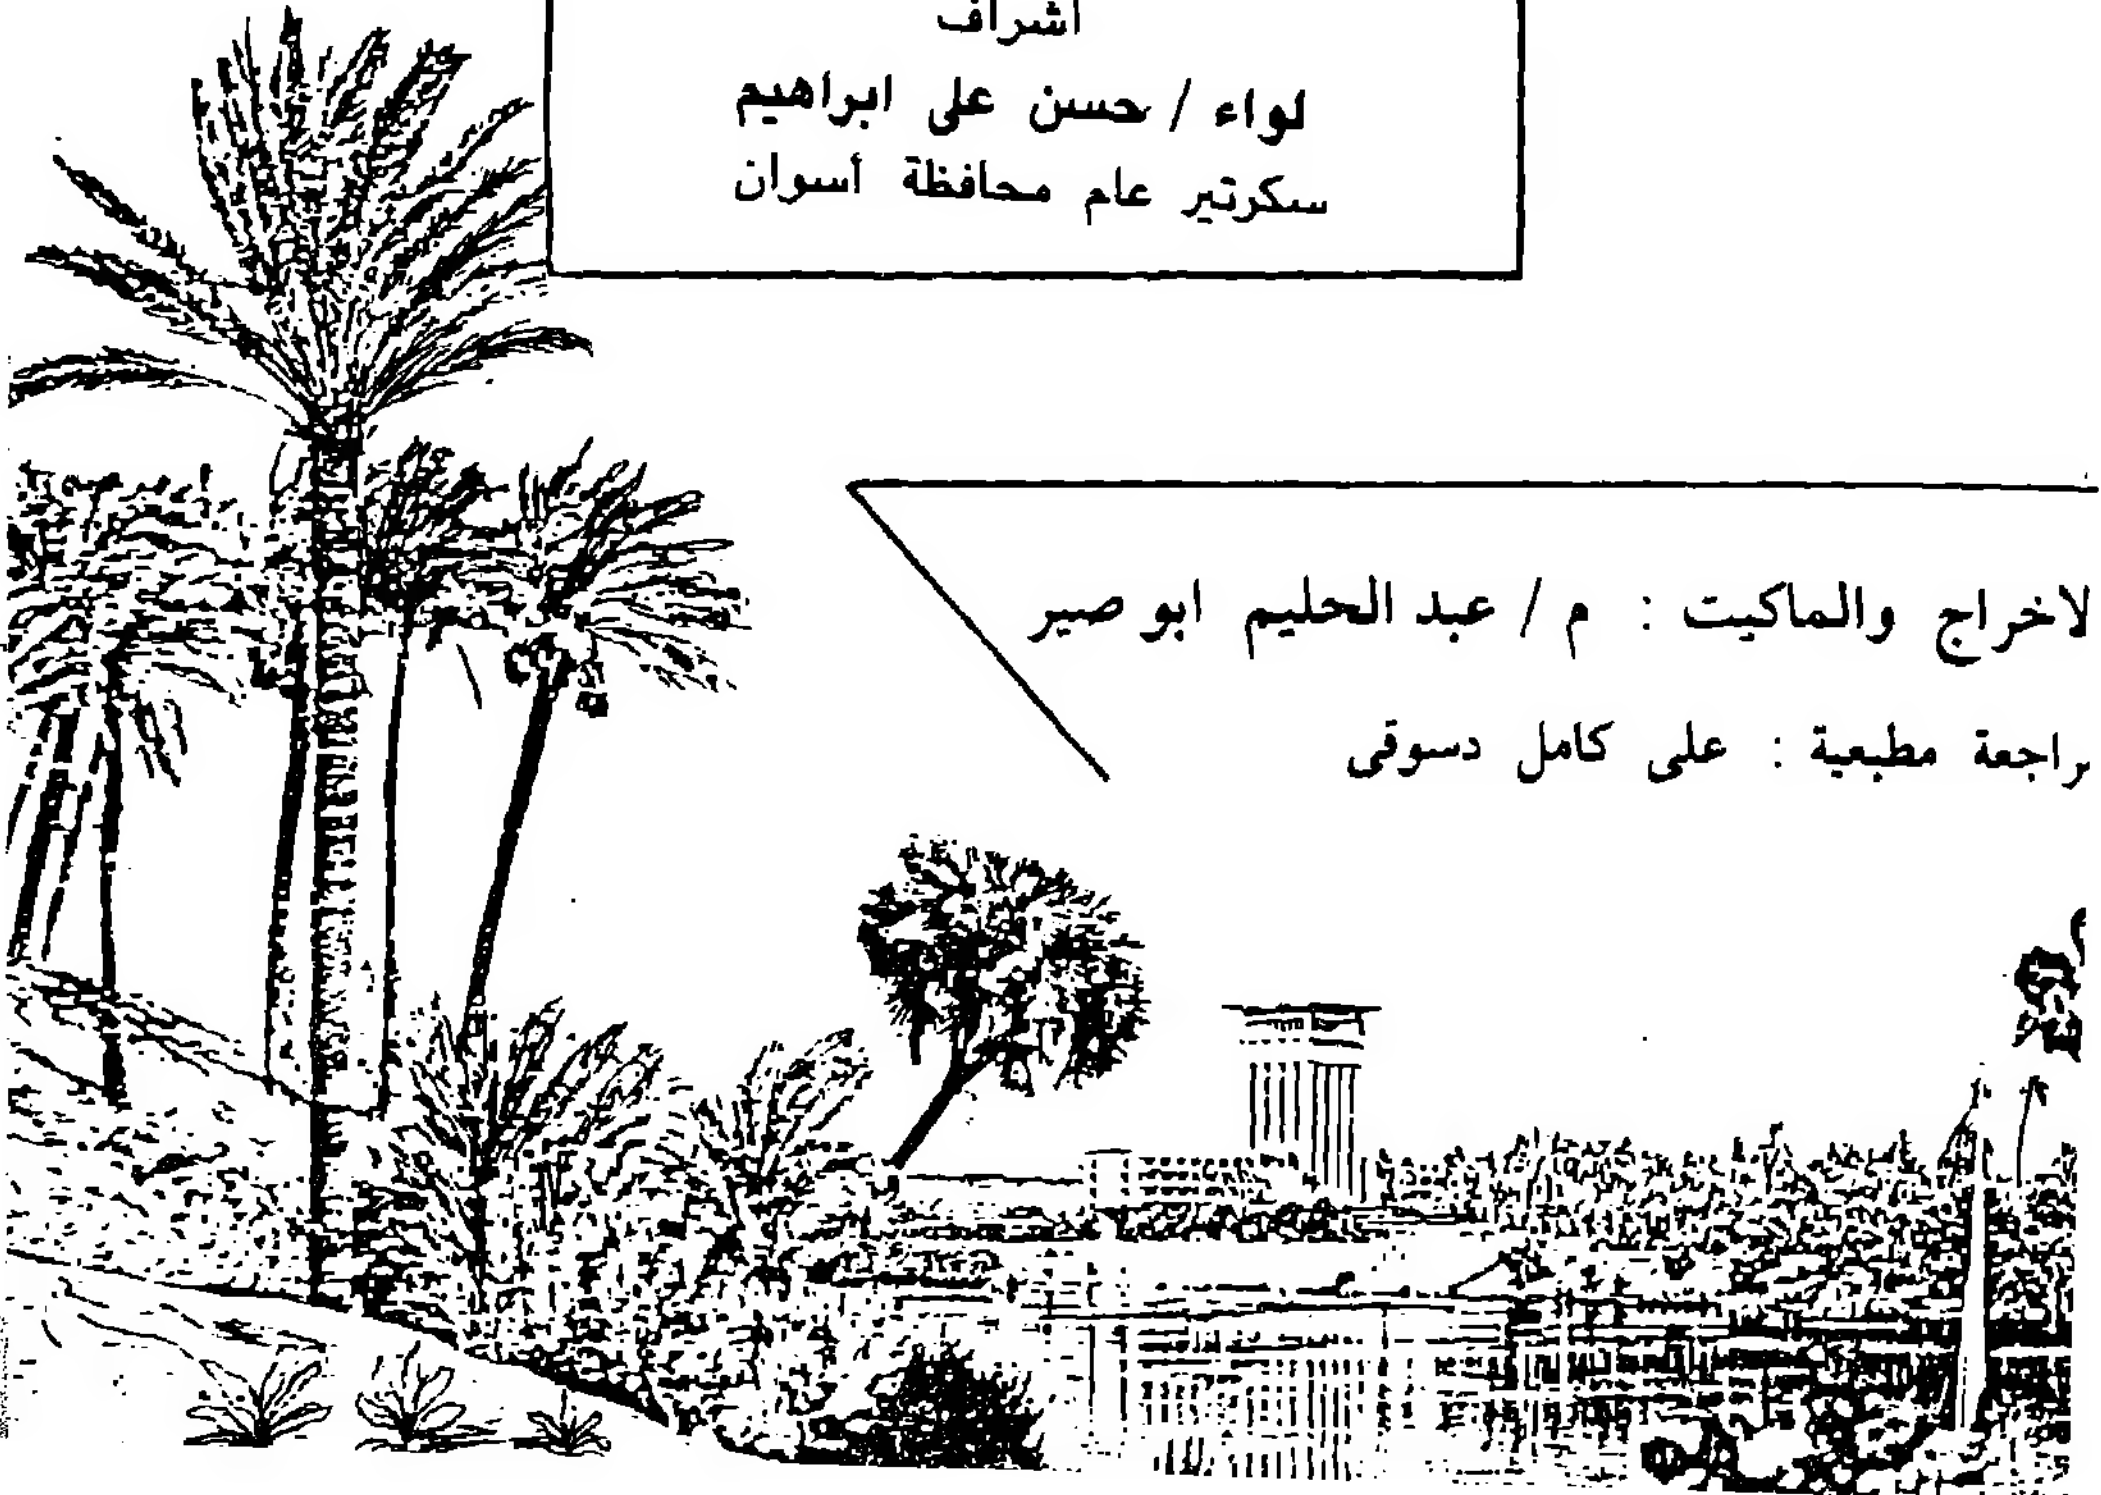 اشراف
لواء / حسن على ابراهيم
سكرتير عام محافظة أسوان
لاخراج والماكيت : م / عبد الحليم ابو صير
راجعة مطبعية : على كامل دسوقى